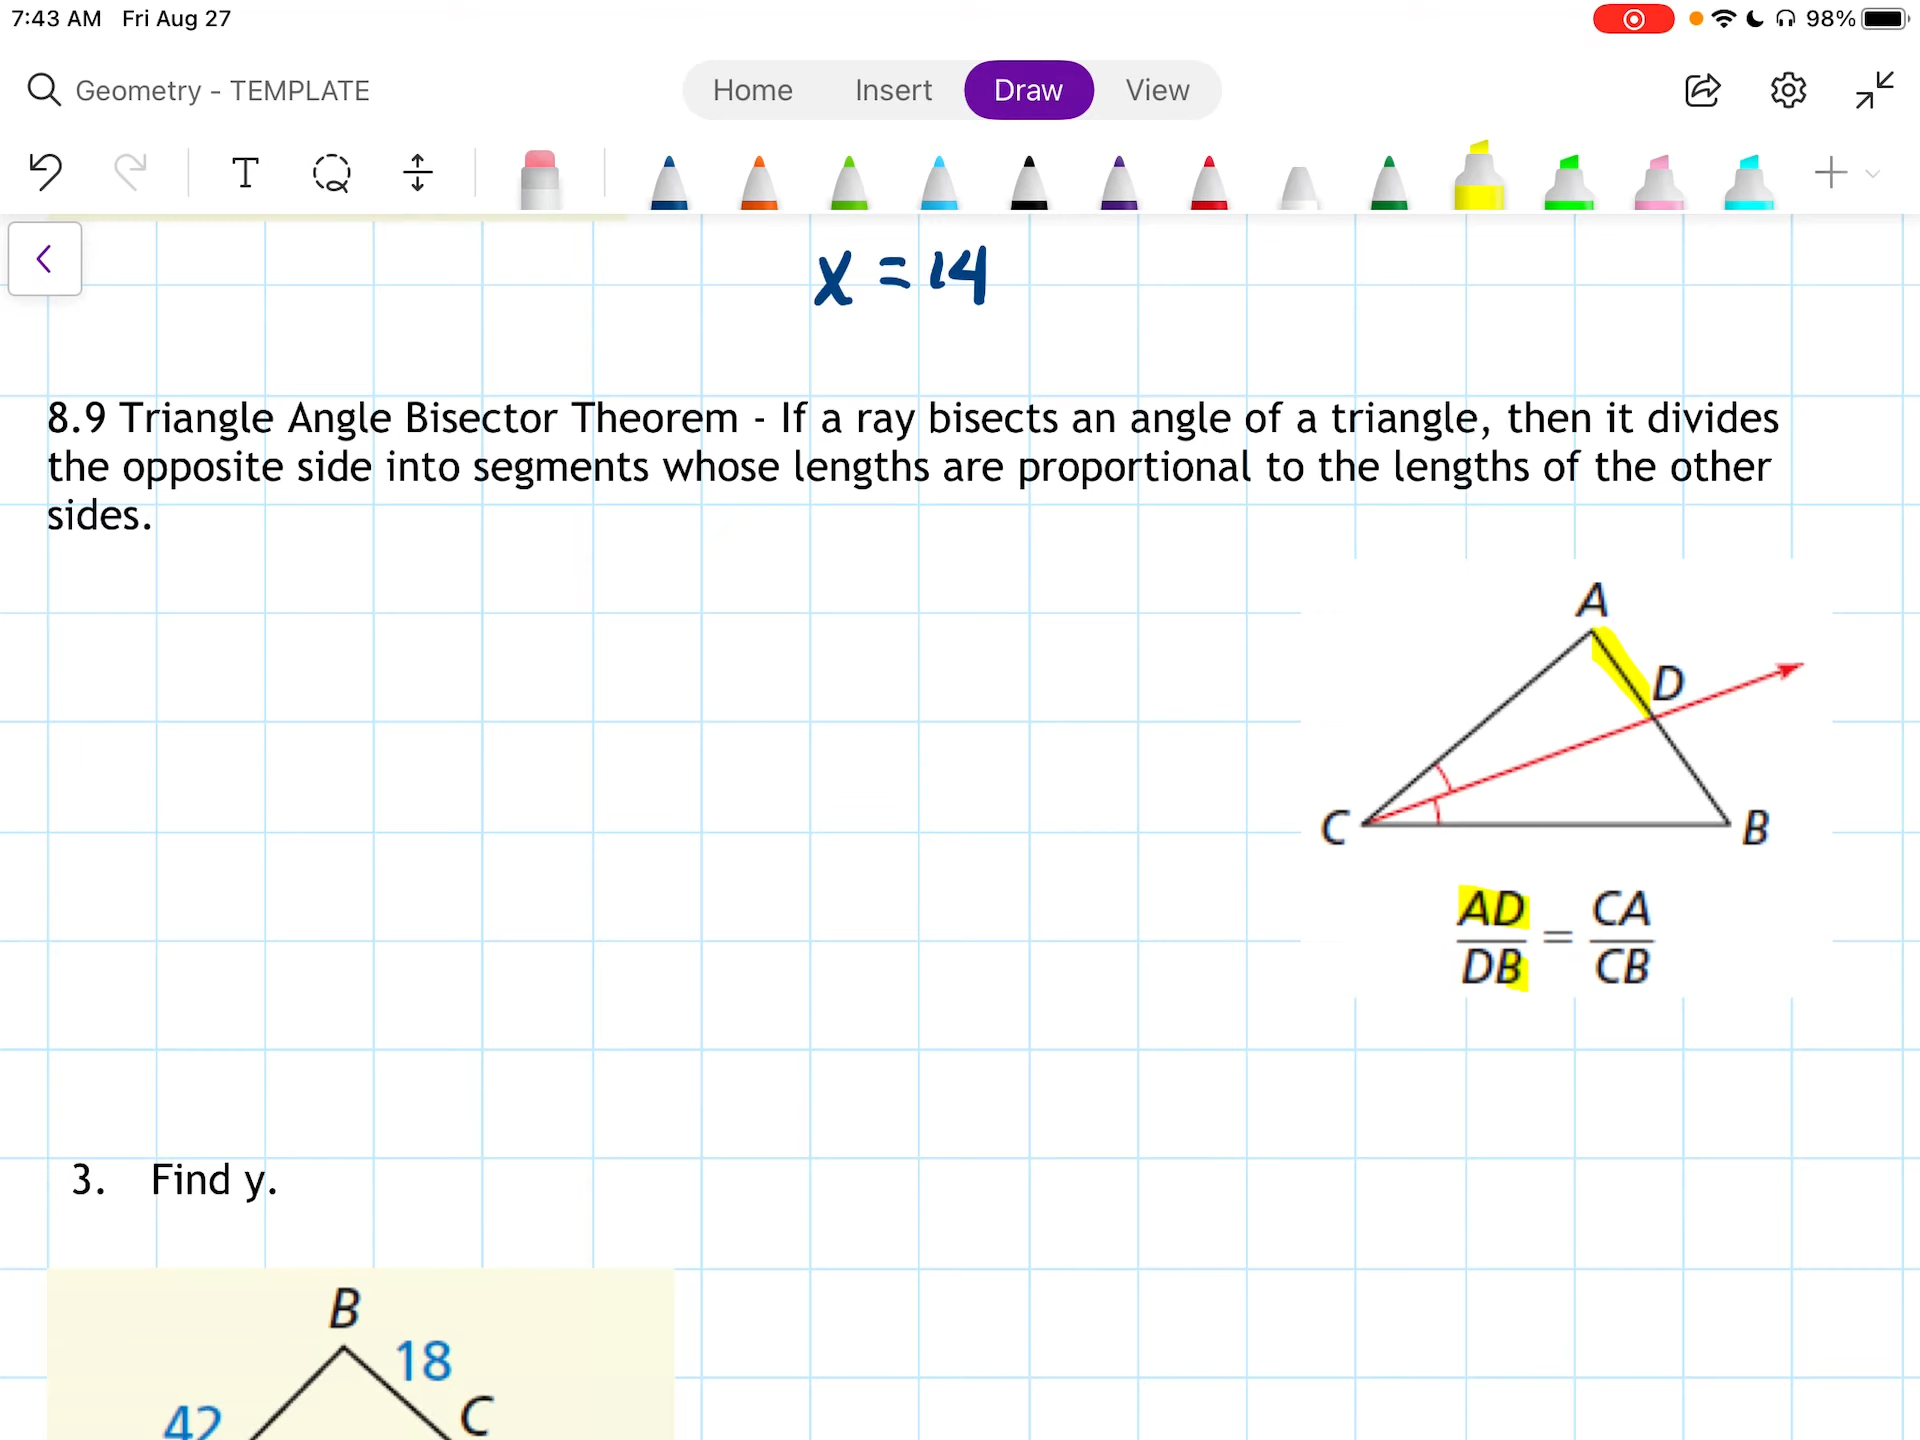 7:43 AM Fri Aug 27
98%
Geometry - TEMPLATE
Home Insert Draw View
T
x = 14
8.9 Triangle Angle Bisector Theorem - If a ray bisects an angle of a triangle, then it divides
the opposite side into segments whose lengths are proportional to the lengths of the other
sides.
A
D
C
B
AD/DB = CA/CB
3. Find y.
B
18
C
42